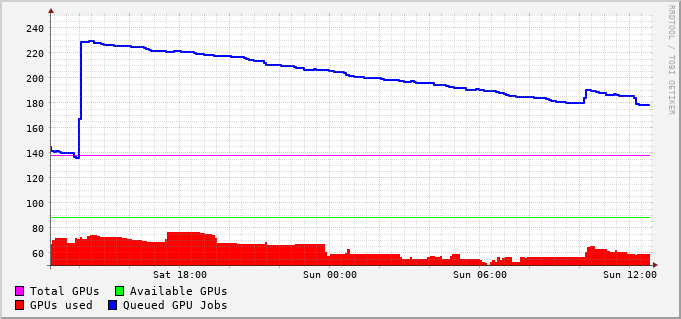 240
220
200
180
160
140
120
100
80
60
Sat 18:00 Sun 00:00 Sun 06:00 Sun 12:00
Total GPUs Available GPUs
GPUs used Queued GPU Jobs
RRDTOOL / TOBI OETIKER